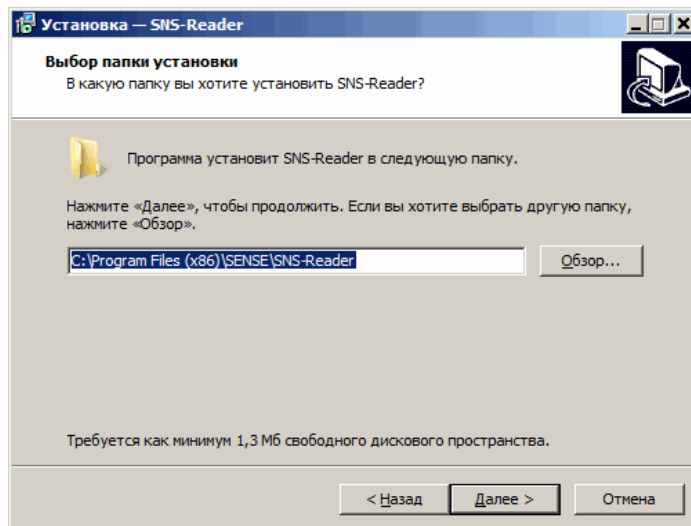 Установка — SNS-Reader
Выбор папки установки
В какую папку вы хотите установить SNS-Reader?
Программа установит SNS-Reader в следующую папку.
Нажмите «Далее», чтобы продолжить. Если вы хотите выбрать другую папку,
нажмите «Обзор».
C:\Program Files (x86)\SENSE\SNS-Reader
Обзор...
Требуется как минимум 1,3 Мб свободного дискового пространства.
< Назад
Далее >
Отмена